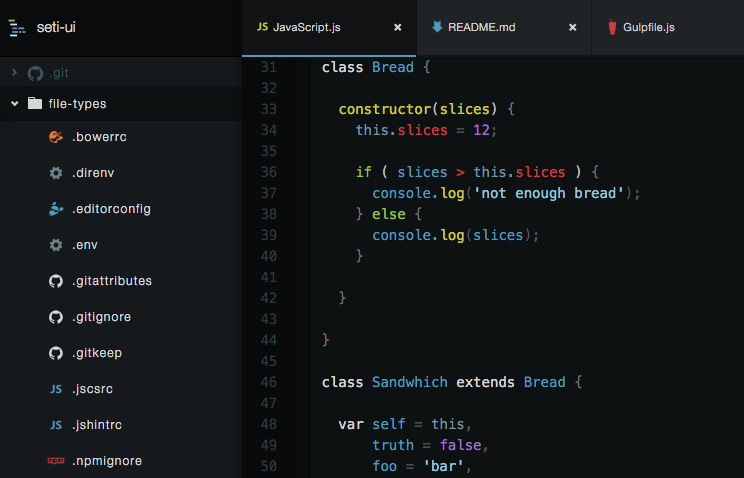 seti-ui
.git
file-types
.bowerrc
.direnv
.editorconfig
.env
.gitattributes
.gitignore
.gitkeep
JS .jscsrc
JS .jshintrc
npm .npmignore
JS JavaScript.js × README.md × Gulpfile.js
31 class Bread {
32
33   constructor(slices) {
34     this.slices = 12;
35
36     if ( slices > this.slices ) {
37       console.log('not enough bread');
38     } else {
39       console.log(slices);
40     }
41
42   }
43
44 }
45
46 class Sandwhich extends Bread {
47
48   var self = this,
49       truth = false,
50       foo = 'bar',